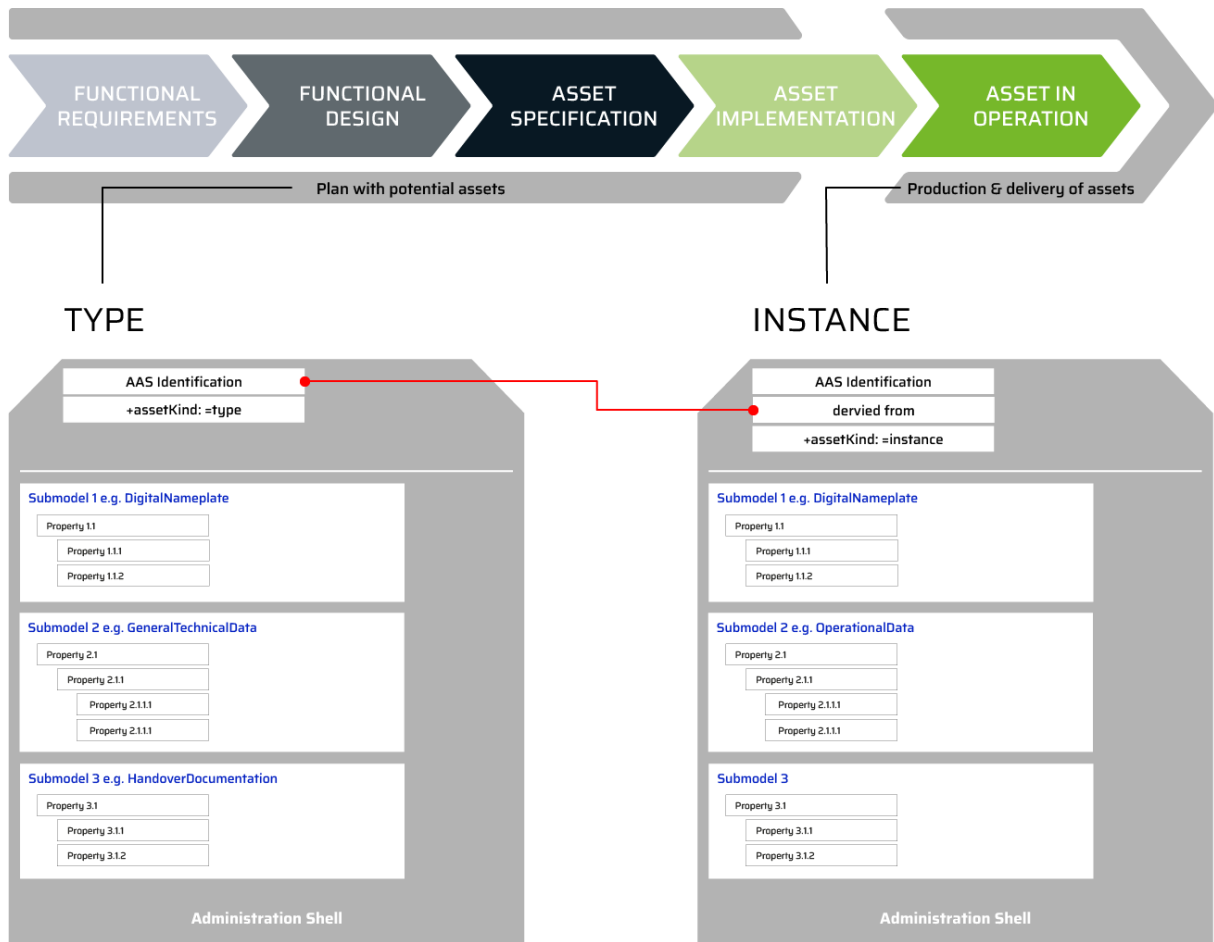 FUNCTIONAL
REQUIREMENTS
FUNCTIONAL
DESIGN
ASSET
SPECIFICATION
ASSET
IMPLEMENTATION
ASSET IN
OPERATION
Plan with potential assets
Production & delivery of assets
TYPE
AAS Identification
+assetKind: =type
Submodel 1 e.g. DigitalNameplate
Property 1.1
Property 1.1.1
Property 1.1.2
Submodel 2 e.g. GeneralTechnicalData
Property 2.1
Property 2.1.1
Property 2.1.1.1
Property 2.1.1.1
Submodel 3 e.g. HandoverDocumentation
Property 3.1
Property 3.1.1
Property 3.1.2
Administration Shell
INSTANCE
AAS Identification
dervied from
+assetKind: =instance
Submodel 1 e.g. DigitalNameplate
Property 1.1
Property 1.1.1
Property 1.1.2
Submodel 2 e.g. OperationalData
Property 2.1
Property 2.1.1
Property 2.1.1.1
Property 2.1.1.1
Submodel 3
Property 3.1
Property 3.1.1
Property 3.1.2
Administration Shell